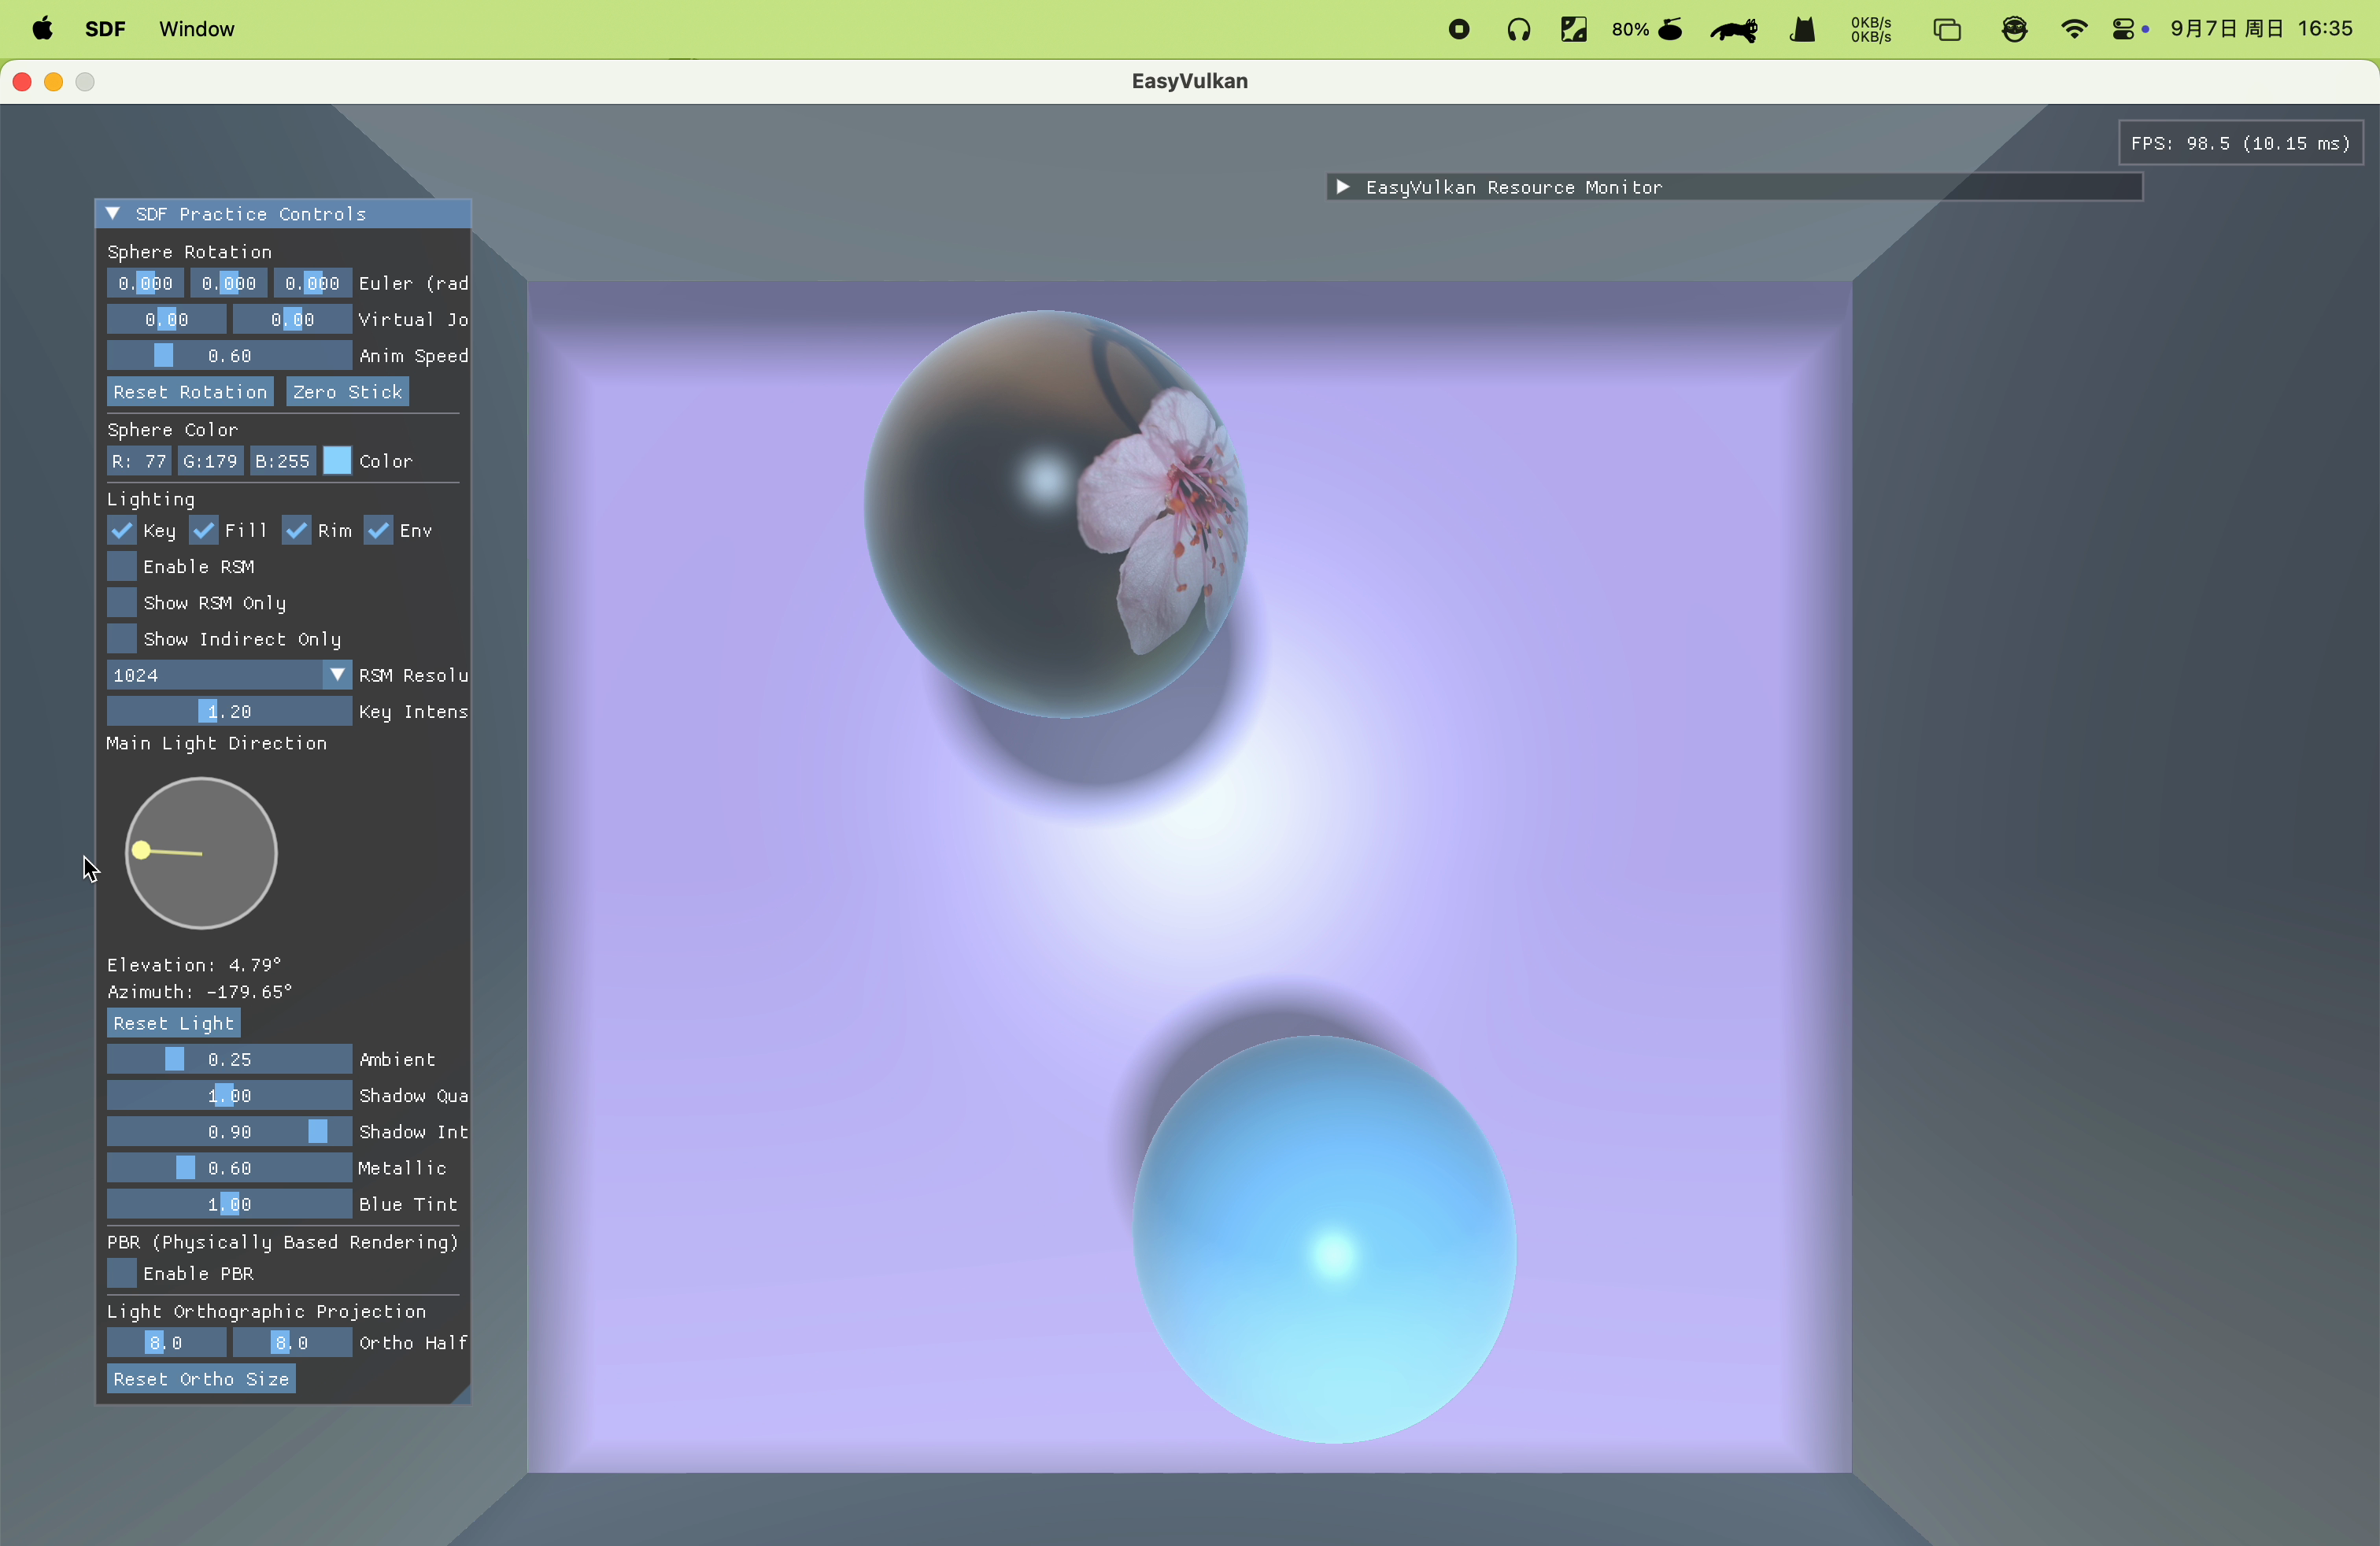 SDF Window 80% 0KB/s 9月7日 周日 16:35
0KB/s
EasyVulkan
FPS: 98.5 (10.15 ms)
EasyVulkan Resource Monitor
SDF Practice Controls
Sphere Rotation
0.000 0.000 0.000 Euler (rad
0.00 0.00 Virtual Jo
0.60 Anim Speed
Reset Rotation Zero Stick
Sphere Color
R: 77 G:179 B:255 Color
Lighting
Key Fill Rim Env
Enable RSM
Show RSM Only
Show Indirect Only
1024 RSM Resolu
1.20 Key Intens
Main Light Direction
Elevation: 4.79°
Azimuth: -179.65°
Reset Light
0.25 Ambient
1.00 Shadow Qua
0.90 Shadow Int
0.60 Metallic
1.00 Blue Tint
PBR (Physically Based Rendering)
Enable PBR
Light Orthographic Projection
8.0 8.0 Ortho Half
Reset Ortho Size